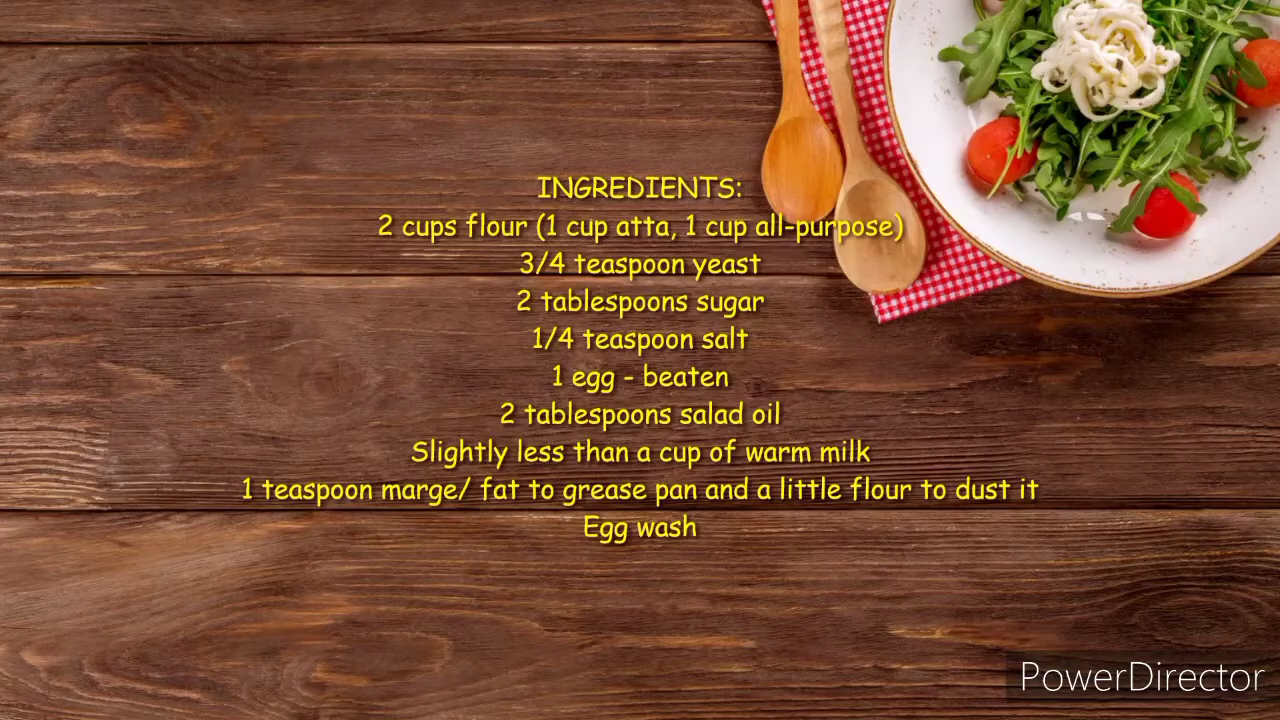 INGREDIENTS:
2 cups flour (1 cup atta, 1 cup all-purpose)
3/4 teaspoon yeast
2 tablespoons sugar
1/4 teaspoon salt
1 egg - beaten
2 tablespoons salad oil
Slightly less than a cup of warm milk
1 teaspoon marge/ fat to grease pan and a little flour to dust it
Egg wash
PowerDirector